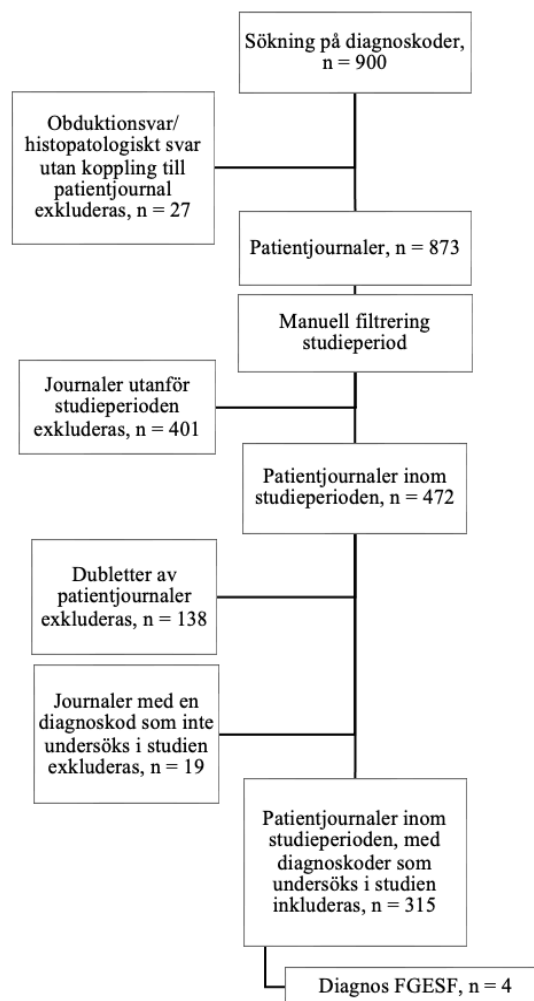 Sökning på diagnoskoder,
n = 900
Obduktionsvar/
histopatologiskt svar
utan koppling till
patientjournal
exkluderas, n = 27
Patientjournaler, n = 873
Manuell filtrering
studieperiod
Journaler utanför
studieperioden
exkluderas, n = 401
Patientjournaler inom
studieperioden, n = 472
Dubletter av
patientjournaler
exkluderas, n = 138
Journaler med en
diagnoskod som inte
undersöks i studien
exkluderas, n = 19
Patientjournaler inom
studieperioden, med
diagnoskoder som
undersöks i studien
inkluderas, n = 315
Diagnos FGESF, n = 4